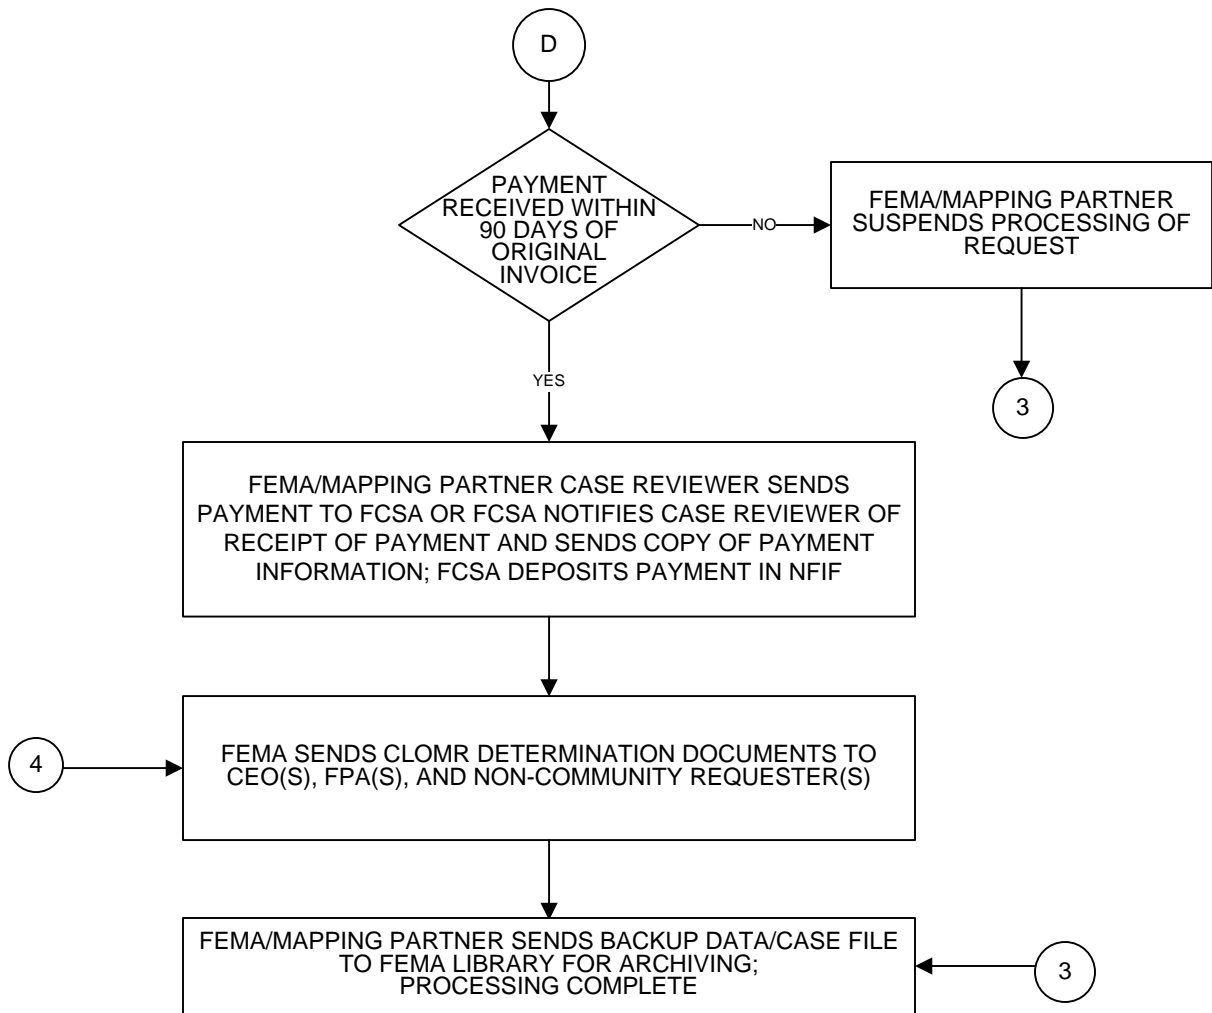 D
PAYMENT
RECEIVED WITHIN
90 DAYS OF
ORIGINAL
INVOICE
NO
FEMA/MAPPING PARTNER
SUSPENDS PROCESSING OF
REQUEST
YES
3
FEMA/MAPPING PARTNER CASE REVIEWER SENDS
PAYMENT TO FCSA OR FCSA NOTIFIES CASE REVIEWER OF
RECEIPT OF PAYMENT AND SENDS COPY OF PAYMENT
INFORMATION; FCSA DEPOSITS PAYMENT IN NFIF
4
FEMA SENDS CLOMR DETERMINATION DOCUMENTS TO
CEO(S), FPA(S), AND NON-COMMUNITY REQUESTER(S)
FEMA/MAPPING PARTNER SENDS BACKUP DATA/CASE FILE
TO FEMA LIBRARY FOR ARCHIVING;
PROCESSING COMPLETE
3